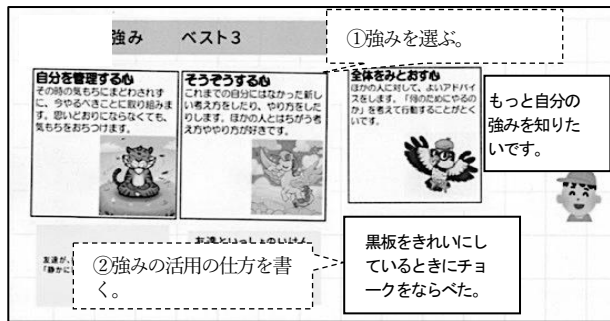 強み ベスト3
①強みを選ぶ。
自分を管理する心
その時の気もちにまどわされず
に、今やるべきことに取り組みま
す。思いどおりにならなくても、
気もちをおちつけます。
そうぞうする心
これまでの自分にはなかった新し
い考え方をしたり、やり方をした
りします。ほかの人とはちがう考
え方ややり方が好きです。
全体をみとおす心
ほかの人に対して、よいアドバイ
スをします。「何のためにやるの
か」を考えて行動することがとく
いです。
もっと自分の
強みを知りた
いです。
友達といっしょのいけん
友達が、
「静かに
②強みの活用の仕方を書
く。
黒板をきれいにし
ているときにチョ
ークをならべた。